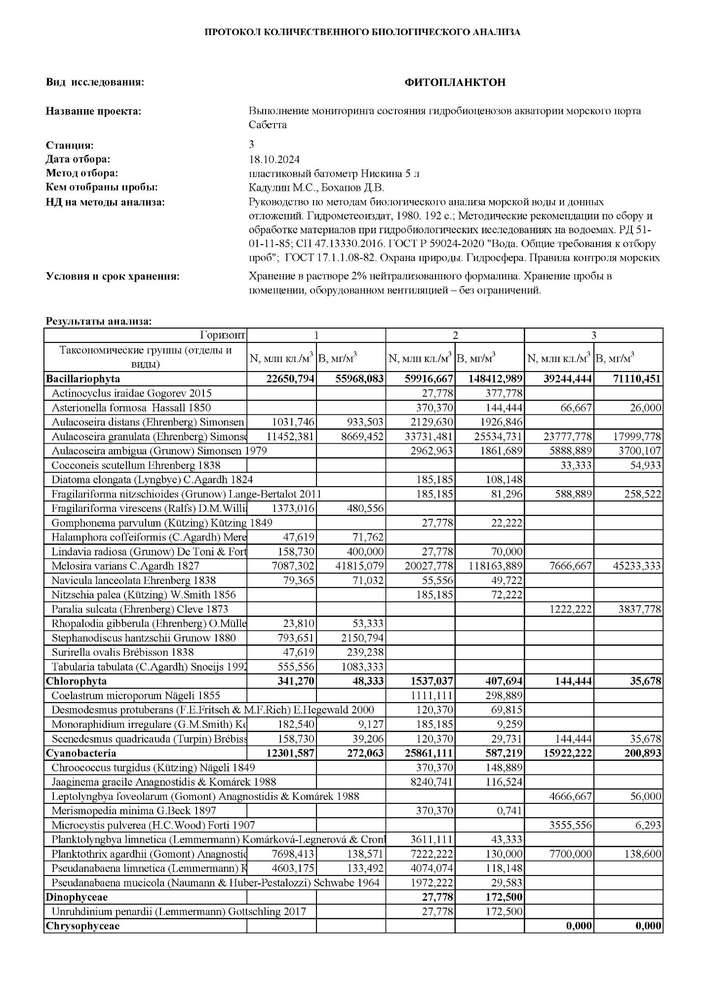 ПРОТОКОЛ КОЛИЧЕСТВЕННОГО БИОЛОГИЧЕСКОГО АНАЛИЗА
Вид исследования: ФИТОПЛАНКТОН
Название проекта: Выполнение мониторинга состояния гидробиоценозов акватории морского порта
Сабетта
Станция: 3
Дата отбора: 18.10.2024
Метод отбора: пластиковый батометр Нискина 5 л
Кем отобраны пробы: Кадулин М.С., Боханов Д.В.
НД на методы анализа: Руководство по методам биологического анализа морской воды и донных
отложений. Гидрометеоиздат, 1980. 192 с.; Методические рекомендации по сбору и
обработке материалов при гидробиологических исследованиях на водоемах. РД 51-
01-11-85; СП 47.13330.2016. ГОСТ Р 59024-2020 "Вода. Общие требования к отбору
проб"; ГОСТ 17.1.1.08-82. Охрана природы. Гидросфера. Правила контроля морских
Условия и срок хранения: Хранение в растворе 2% нейтрализованного формалина. Хранение пробы в
помещении, оборудованном вентиляцией – без ограничений.
Результаты анализа:
Горизонт 1 2 3
Таксономические группы (отделы и
виды) N, млн кл./м³ B, мг/м³ N, млн кл./м³ B, мг/м³ N, млн кл./м³ B, мг/м³
Bacillariophyta 22650,794 55968,083 59916,667 148412,989 39244,444 71110,451
Actinocyclus iraidae Gogorev 2015 27,778 377,778
Asterionella formosa Hassall 1850 370,370 144,444 66,667 26,000
Aulacoseira distans (Ehrenberg) Simonsen 1031,746 933,503 2129,630 1926,846
Aulacoseira granulata (Ehrenberg) Simonse 11452,381 8669,452 33731,481 25534,731 23777,778 17999,778
Aulacoseira ambigua (Grunow) Simonsen 1979 2962,963 1861,689 5888,889 3700,107
Cocconeis scutellum Ehrenberg 1838 33,333 54,933
Diatoma elongata (Lyngbye) C.Agardh 1824 185,185 108,148
Fragilariforma nitzschioides (Grunow) Lange-Bertalot 2011 185,185 81,296 588,889 258,522
Fragilariforma virescens (Ralfs) D.M.Willia 1373,016 480,556
Gomphonema parvulum (Kützing) Kützing 1849 27,778 22,222
Halamphora coffeiformis (C.Agardh) Mere 47,619 71,762
Lindavia radiosa (Grunow) De Toni & Fort 158,730 400,000 27,778 70,000
Melosira varians C.Agardh 1827 7087,302 41815,079 20027,778 118163,889 7666,667 45233,333
Navicula lanceolata Ehrenberg 1838 79,365 71,032 55,556 49,722
Nitzschia palea (Kützing) W.Smith 1856 185,185 72,222
Paralia sulcata (Ehrenberg) Cleve 1873 1222,222 3837,778
Rhopalodia gibberula (Ehrenberg) O.Mülle 23,810 53,333
Stephanodiscus hantzschii Grunow 1880 793,651 2150,794
Surirella ovalis Brébisson 1838 47,619 239,238
Tabularia tabulata (C.Agardh) Snoeijs 1992 555,556 1083,333
Chlorophyta 341,270 48,333 1537,037 407,694 144,444 35,678
Coelastrum microporum Nägeli 1855 1111,111 298,889
Desmodesmus protuberans (F.E.Fritsch & M.F.Rich) E.Hegewald 2000 120,370 69,815
Monoraphidium irregulare (G.M.Smith) Ko 182,540 9,127 185,185 9,259
Scenedesmus quadricauda (Turpin) Brébiss 158,730 39,206 120,370 29,731 144,444 35,678
Cyanobacteria 12301,587 272,063 25861,111 587,219 15922,222 200,893
Chroococcus turgidus (Kützing) Nägeli 1849 370,370 148,889
Jaaginema gracile Anagnostidis & Komárek 1988 8240,741 116,524
Leptolyngbya foveolarum (Gomont) Anagnostidis & Komárek 1988 4666,667 56,000
Merismopedia minima G.Beck 1897 370,370 0,741
Microcystis pulverea (H.C.Wood) Forti 1907 3555,556 6,293
Planktolyngbya limnetica (Lemmermann) Komárková-Legnerová & Cronb 3611,111 43,333
Planktothrix agardhii (Gomont) Anagnostid 7698,413 138,571 7222,222 130,000 7700,000 138,600
Pseudanabaena limnetica (Lemmermann) K 4603,175 133,492 4074,074 118,148
Pseudanabaena mucicola (Naumann & Huber-Pestalozzi) Schwabe 1964 1972,222 29,583
Dinophyceae 27,778 172,500
Unruhdinium penardii (Lemmermann) Gottschling 2017 27,778 172,500
Chrysophyceae 0,000 0,000